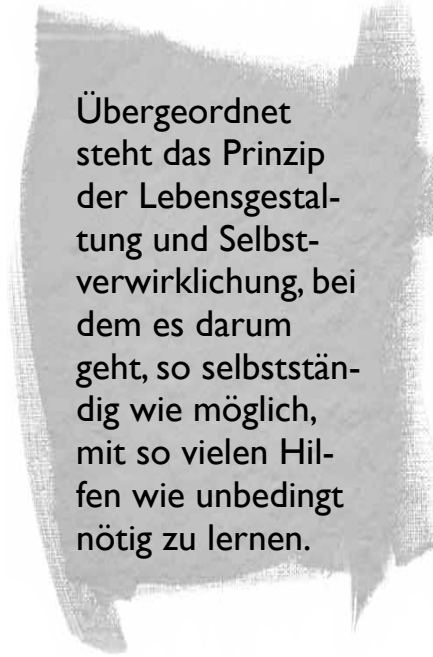 Übergeordnet
steht das Prinzip
der Lebensgestal-
tung und Selbst-
verwirklichung, bei
dem es darum
geht, so selbststän-
dig wie möglich,
mit so vielen Hil-
fen wie unbedingt
nötig zu lernen.